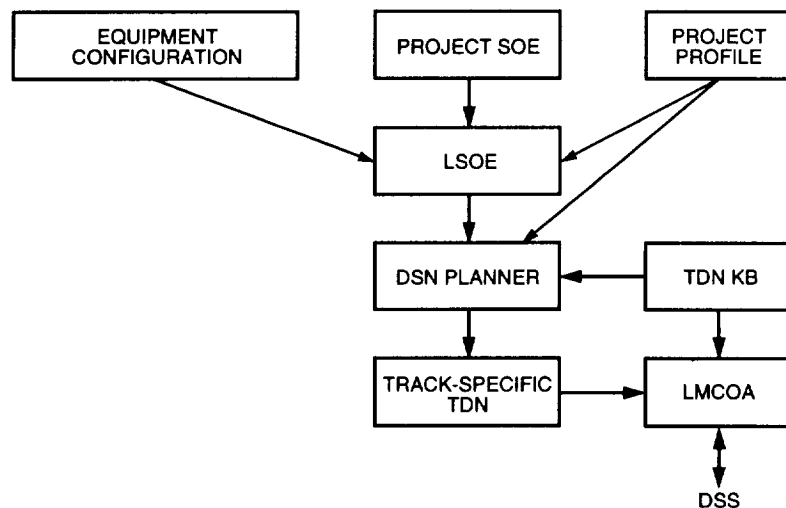 EQUIPMENT
CONFIGURATION
PROJECT SOE
PROJECT
PROFILE
LSOE
DSN PLANNER
TDN KB
TRACK-SPECIFIC
TDN
LMCOA
DSS